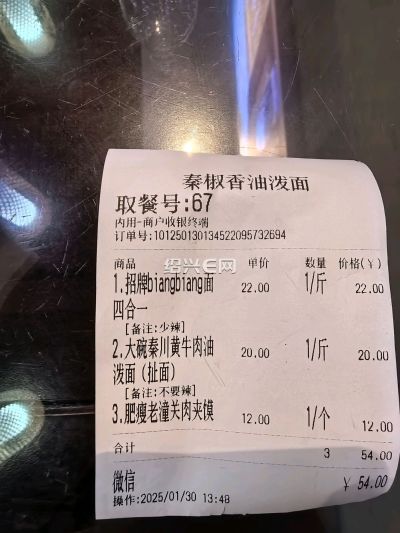 秦椒香油泼面
取餐号:67
内用-商户收银终端
订单号:101250130134522095732694
商品 单价 数量 价格(¥)
绍兴E网
1.招牌biangbiang面 22.00 1/斤 22.00
四合一
[备注:少辣]
2.大碗秦川黄牛肉油 20.00 1/斤 20.00
泼面(扯面)
[备注:不要辣]
3.肥瘦老潼关肉夹馍 12.00 1/个 12.00
合计 3 54.00
微信 ¥ 54.00
操作:2025/01/30 13:48